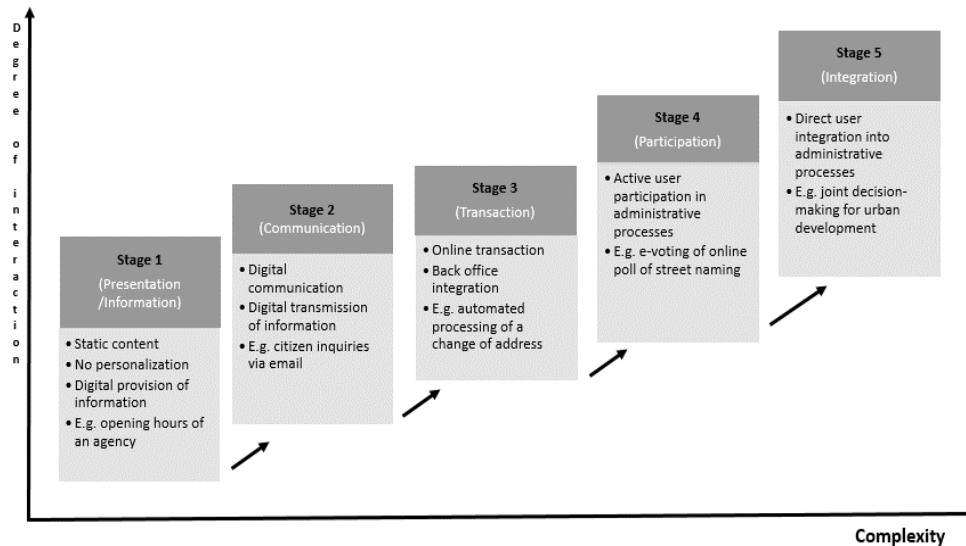 Degree of interaction
Stage 1
(Presentation
/Information)
• Static content
• No personalization
• Digital provision of
information
• E.g. opening hours of
an agency
Stage 2
(Communication)
• Digital
communication
• Digital transmission
of information
• E.g. citizen inquiries
via email
Stage 3
(Transaction)
• Online transaction
• Back office
integration
• E.g. automated
processing of a
change of address
Stage 4
(Participation)
• Active user
participation in
administrative
processes
• E.g. e-voting of online
poll of street naming
Stage 5
(Integration)
• Direct user
integration into
administrative
processes
• E.g. joint decision-
making for urban
development
Complexity